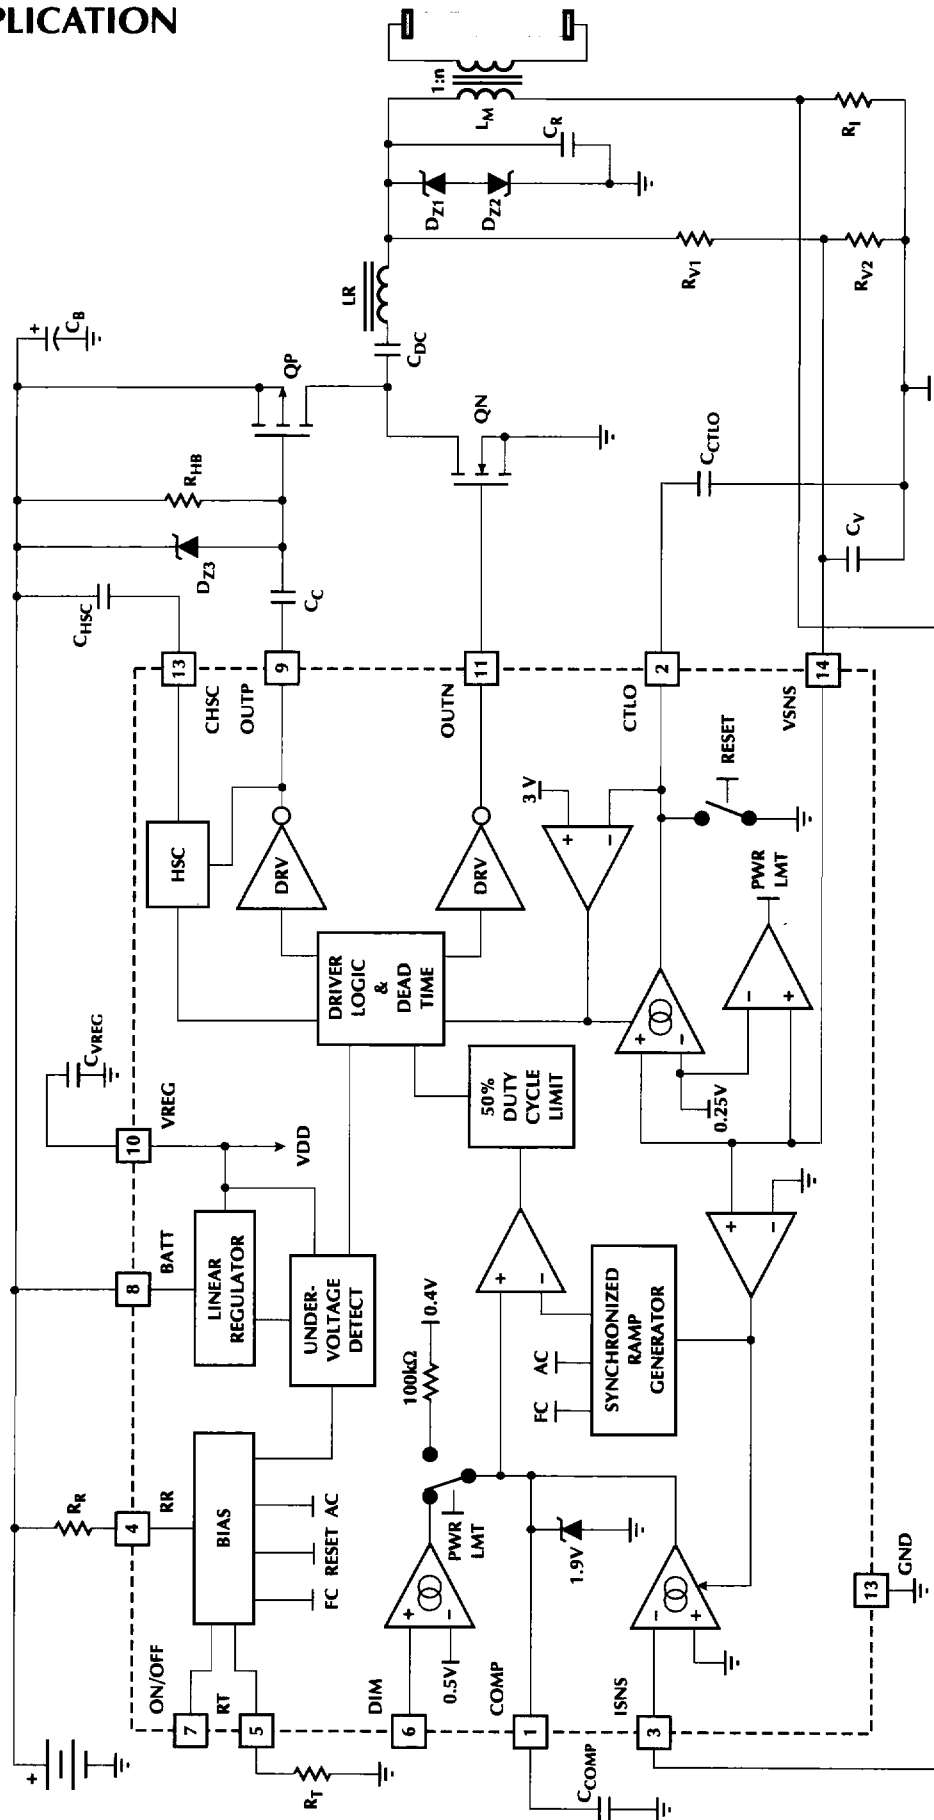 PLICATION
1:n
LM
CR
RI
DZ1
DZ2
LR
RV1
RV2
+
CB
QP
CDC
QN
RHB
DZ3
CHSC
CC
CCTLO
CV
13
CHSC
9
OUTP
11
OUTN
2
CTLO
14
VSNS
HSC
DRV
DRV
3 V
+
−
RESET
PWR
LMT
DRIVER
LOGIC
&
DEAD
TIME
+
−
−
+
0.25V
50%
DUTY
CYCLE
LIMIT
CVREG
10
VREG
VDD
8
BATT
LINEAR
REGULATOR
UNDER-
VOLTAGE
DETECT
+
−
+
−
0.4V
100kΩ
AC
FC
SYNCHRONIZED
RAMP
GENERATOR
RR
4
RR
BIAS
FC
RESET
AC
PWR
LMT
+
−
0.5V
1.9V
−
+
13
GND
ON/OFF
7
RT
5
RT
DIM
6
COMP
1
CCOMP
ISNS
3
+